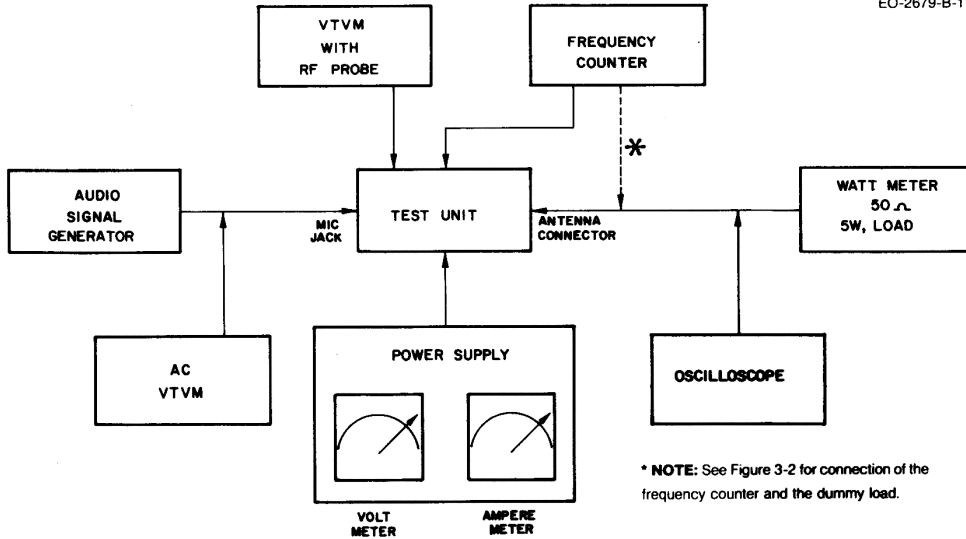 EO-2679-B-1
VTVM
WITH
RF PROBE
FREQUENCY
COUNTER
*
AUDIO
SIGNAL
GENERATOR
MIC
JACK
TEST UNIT
ANTENNA
CONNECTOR
WATT METER
50 Ω
5W, LOAD
AC
VTVM
POWER SUPPLY
OSCILLOSCOPE
VOLT
METER
AMPERE
METER
* NOTE: See Figure 3-2 for connection of the
frequency counter and the dummy load.